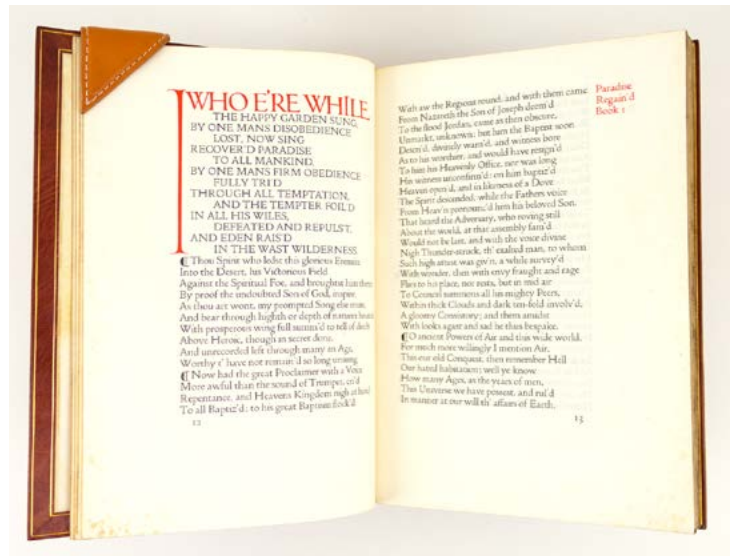 I WHO E'RE WHILE
THE HAPPY GARDEN SUNG,
BY ONE MANS DISOBEDIENCE
LOST, NOW SING
RECOVER'D PARADISE
TO ALL MANKIND,
BY ONE MANS FIRM OBEDIENCE
FULLY TRI'D
THROUGH ALL TEMPTATION,
AND THE TEMPTER FOIL'D
IN ALL HIS WILES,
DEFEATED AND REPULST,
AND EDEN RAIS'D
IN THE WAST WILDERNESS.
¶ Thou Spirit who ledst this glorious Eremit
Into the Desert, his Victorious Field
Against the Spiritual Foe, and broughtst him thence
By proof the undoubted Son of God, inspire,
As thou art wont, my prompted Song else mute,
And bear through highth or depth of natures bounds
With prosperous wing full summ'd to tell of deeds
Above Heroic, though in secret done,
And unrecorded left through many an Age,
Worthy t' have not remain'd so long unsung.
¶ Now had the great Proclaimer with a Voice
More awful than the sound of Trumpet, cri'd
Repentance, and Heavens Kingdom nigh at hand
To all Baptiz'd: to his great Baptism flock'd
12
With aw the Regions round, and with them came
From Nazareth the Son of Joseph deem'd
To the flood Jordan, came as then obscure,
Unmarkt, unknown; but him the Baptist soon
Descri'd, divinely warn'd, and witness bore
As to his worthier, and would have resign'd
To him his Heavenly Office, nor was long
His witness unconfirm'd: on him baptiz'd
Heaven open'd, and in likeness of a Dove
The Spirit descended, while the Fathers voice
From Heav'n pronounc'd him his beloved Son.
That heard the Adversary, who roving still
About the world, at that assembly fam'd
Would not be last, and with the voice divine
Nigh Thunder-struck, th' exalted man, to whom
Such high attest was giv'n, a while survey'd
With wonder, then with envy fraught and rage
Flies to his place, nor rests, but in mid air
To Council summons all his mighty Peers,
Within thick Clouds and dark ten-fold involv'd,
A gloomy Consistory; and them amidst
With looks agast and sad he thus bespake.
¶ O ancient Powers of Air and this wide world,
For much more willingly I mention Air,
This our old Conquest, then remember Hell
Our hated habitation; well ye know
How many Ages, as the years of men,
This Universe we have possest, and rul'd
In manner at our will th' affairs of Earth,
13
Paradise
Regain'd
Book 1